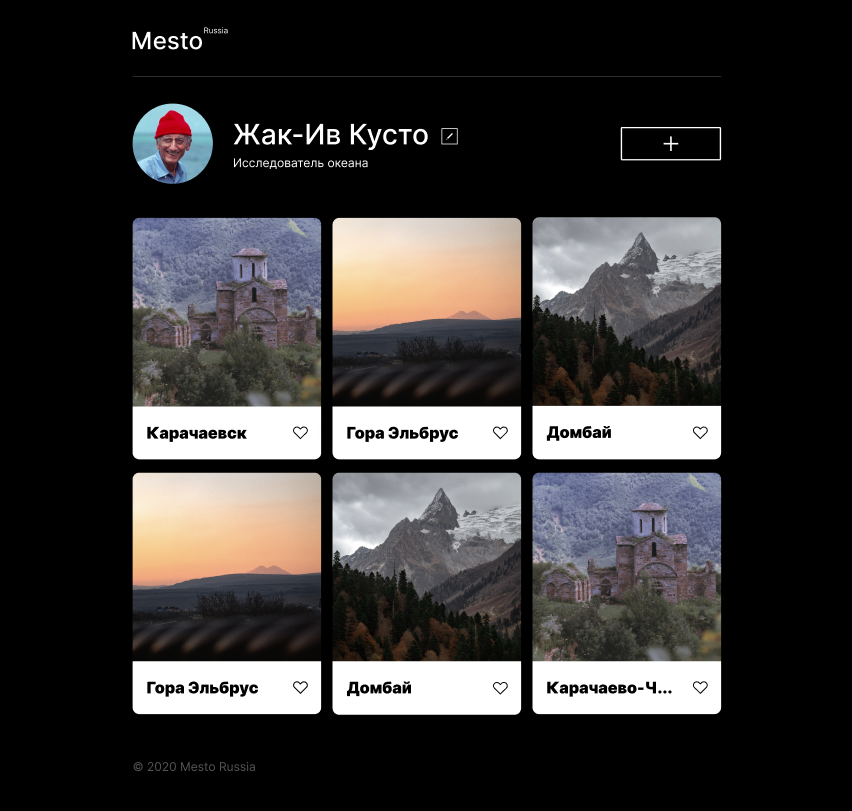 Mesto Russia
Жак-Ив Кусто
Исследователь океана
Карачаевск
Гора Эльбрус
Домбай
Гора Эльбрус
Домбай
Карачаево-Ч...
© 2020 Mesto Russia